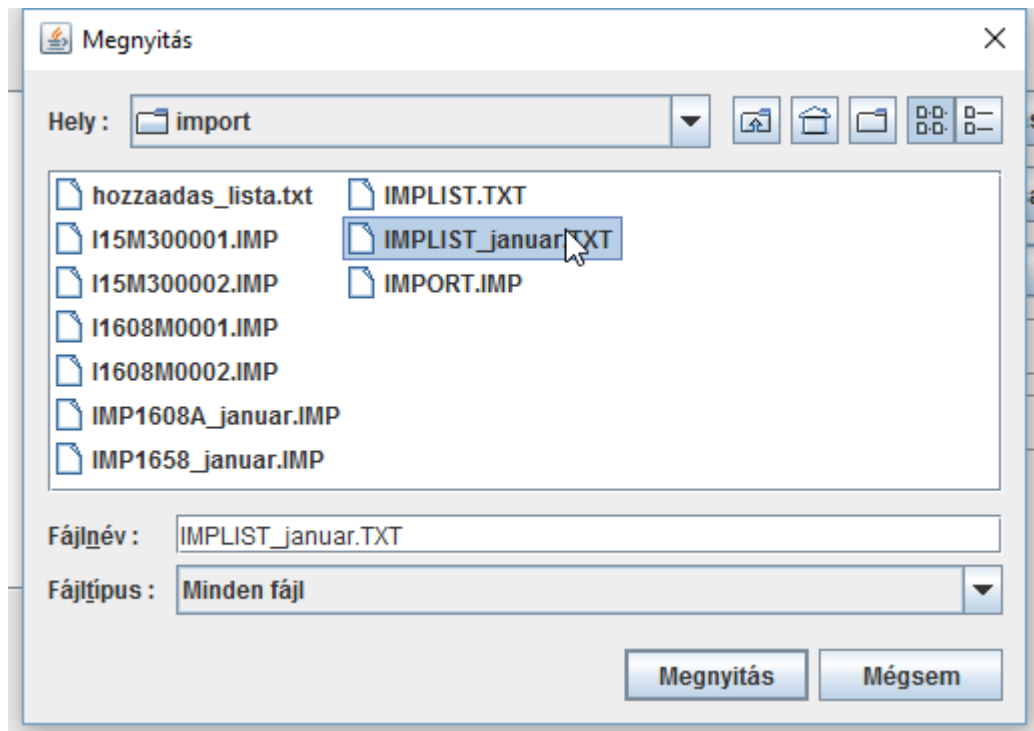 Megnyitás
Hely :
import
hozzaadas_lista.txt
I15M300001.IMP
I15M300002.IMP
I1608M0001.IMP
I1608M0002.IMP
IMP1608A_januar.IMP
IMP1658_januar.IMP
IMPLIST.TXT
IMPLIST_januar.TXT
IMPORT.IMP
Fájlnév : IMPLIST_januar.TXT
Fájltípus : Minden fájl
Megnyitás Mégsem